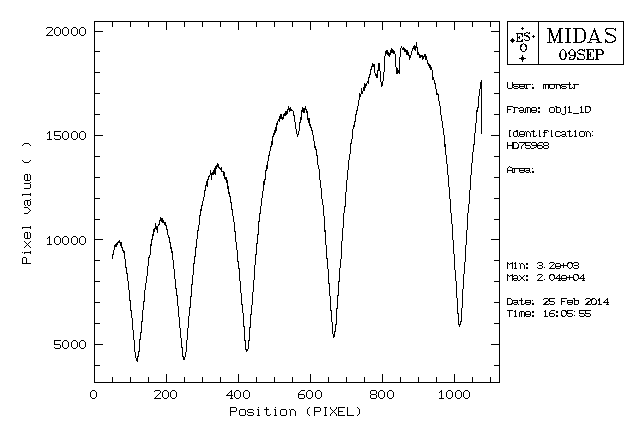 20000
15000
10000
5000
0
200
400
600
800
1000
Pixel value ( )
Position (PIXEL)
ES
O
MIDAS
09SEP
User: monstr
Frame: obj1_1D
Identification:
HD75968
Area:
Min: 3.2e+03
Max: 2.04e+04
Date: 25 Feb 2014
Time: 16:05:55